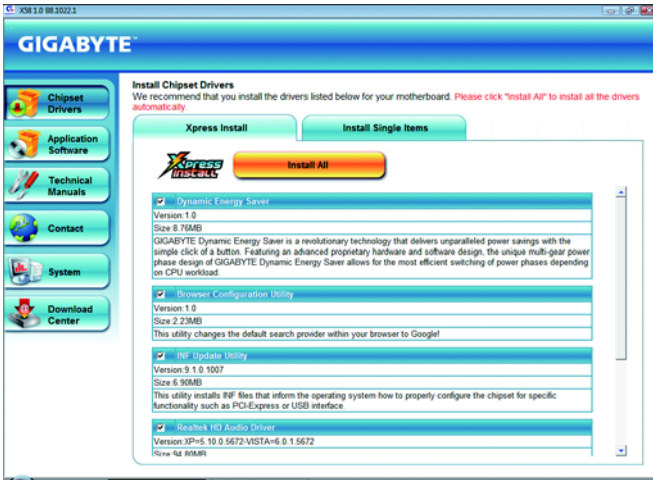 X58 1.0 B8.1022.1
GIGABYTE™
Chipset
Drivers
Application
Software
Technical
Manuals
Contact
System
Download
Center
Install Chipset Drivers
We recommend that you install the drivers listed below for your motherboard. Please click "Install All" to install all the drivers
automatically.
Xpress Install
Install Single Items
Xpress
Install
Install All
Dynamic Energy Saver
Version:1.0
Size:8.76MB
GIGABYTE Dynamic Energy Saver is a revolutionary technology that delivers unparalleled power savings with the
simple click of a button. Featuring an advanced proprietary hardware and software design, the unique multi-gear power
phase design of GIGABYTE Dynamic Energy Saver allows for the most efficient switching of power phases depending
on CPU workload.
Browser Configuration Utility
Version:1.0
Size:2.23MB
This utility changes the default search provider within your browser to Google!
INF Update Utility
Version:9.1.0.1007
Size:6.90MB
This utility installs INF files that inform the operating system how to properly configure the chipset for specific
functionality such as PCI-Express or USB interface.
Realtek HD Audio Driver
Version:XP=5.10.0.5672-VISTA=6.0.1.5672
Size:94.80MB